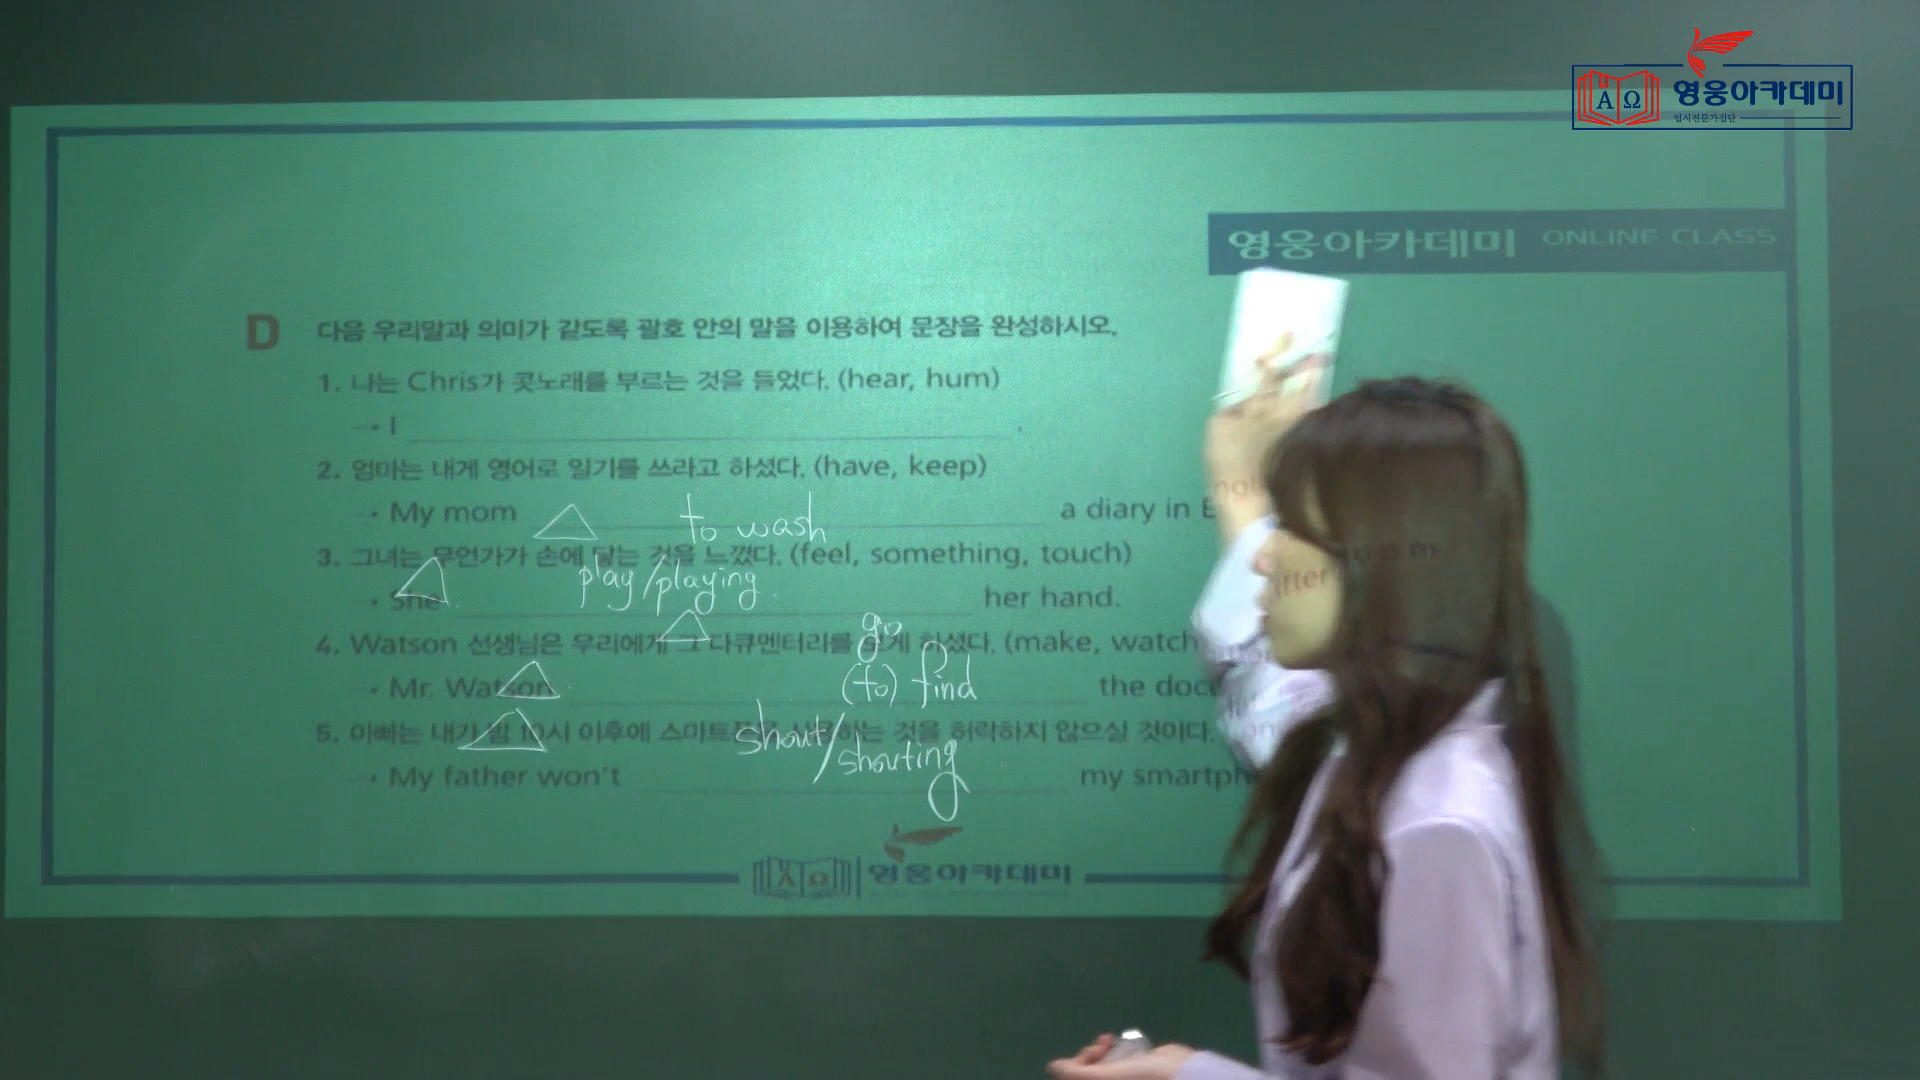 영웅아카데미
입시전문가집단
ΑΩ
영웅아카데미 ONLINE CLASS
D 다음 우리말과 의미가 같도록 괄호 안의 말을 이용하여 문장을 완성하시오.
1. 나는 Chris가 콧노래를 부르는 것을 들었다. (hear, hum)
→ I .
2. 엄마는 내게 영어로 일기를 쓰라고 하셨다. (have, keep)
→ My mom a diary in
to wash
3. 그녀는 무언가가 손에 닿는 것을 느꼈다. (feel, something, touch)
play/playing
→ She her hand.
go
4. Watson 선생님은 우리에게 그 다큐멘터리를 보게 하셨다. (make, watch
→ Mr. Watson the
(to) find
5. 아빠는 내가 밤 10시 이후에 스마트폰을 사용하는 것을 허락하지 않으실 것이다.
shout/shouting
→ My father won't my
ΑΩ 영웅아카데미